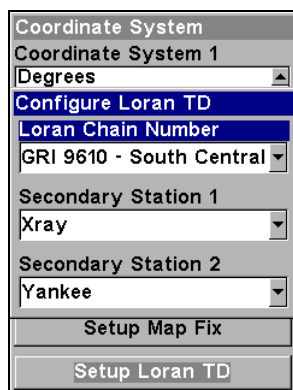 Coordinate System
Coordinate System 1
Degrees
Configure Loran TD
Loran Chain Number
GRI 9610 - South Central
Secondary Station 1
Xray
Secondary Station 2
Yankee
Setup Map Fix
Setup Loran TD